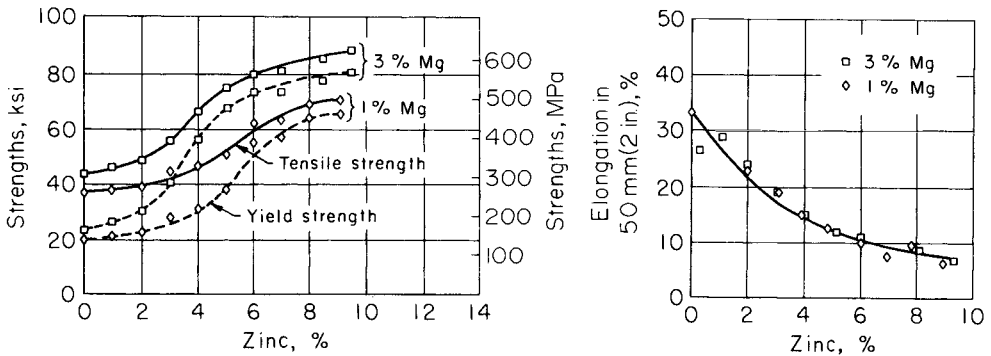 100
80
60
40
20
0
Strengths, ksi
0 2 4 6 8 10 12 14
Zinc, %
3 % Mg
1 % Mg
Tensile strength
Yield strength
600
500
400
300
200
100
Strengths, MPa
50
40
30
20
10
0
Elongation in
50 mm (2 in), %
0 2 4 6 8 10
Zinc, %
3 % Mg
1 % Mg